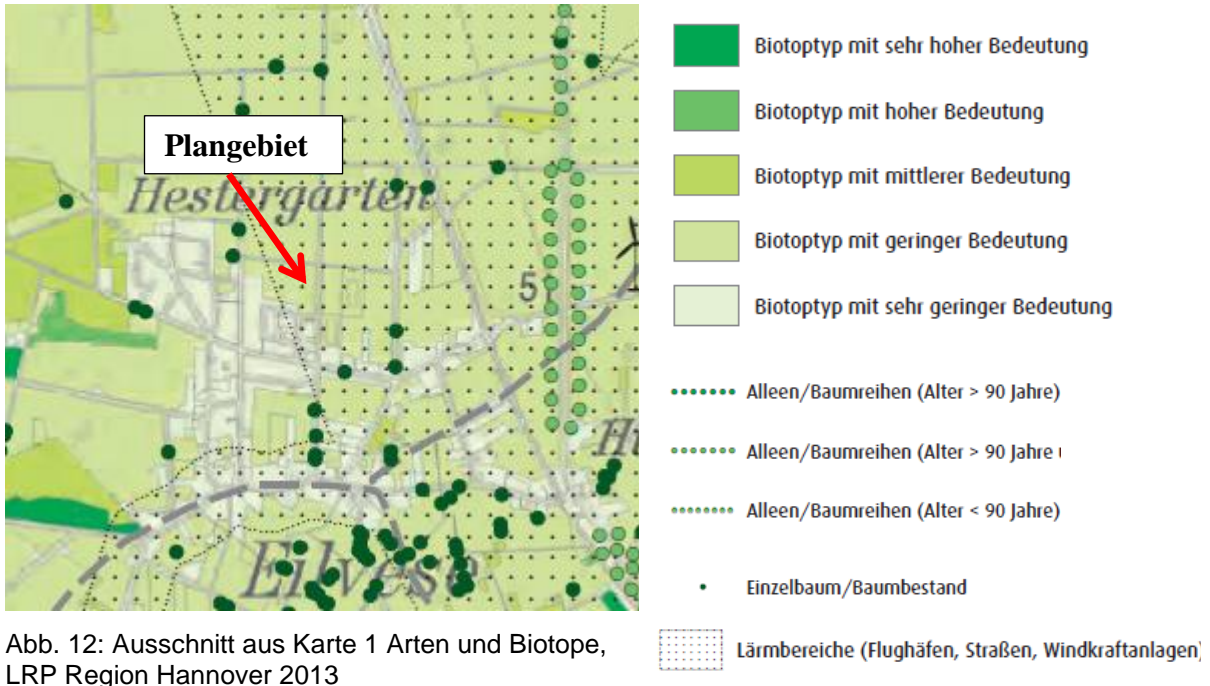 Plangebiet
Hestergarten
5
Eilvese
Hu
Abb. 12: Ausschnitt aus Karte 1 Arten und Biotope,
LRP Region Hannover 2013
Biotoptyp mit sehr hoher Bedeutung
Biotoptyp mit hoher Bedeutung
Biotoptyp mit mittlerer Bedeutung
Biotoptyp mit geringer Bedeutung
Biotoptyp mit sehr geringer Bedeutung
Alleen/Baumreihen (Alter > 90 Jahre)
Alleen/Baumreihen (Alter > 90 Jahre
Alleen/Baumreihen (Alter < 90 Jahre)
Einzelbaum/Baumbestand
Lärmbereiche (Flughäfen, Straßen, Windkraftanlagen)